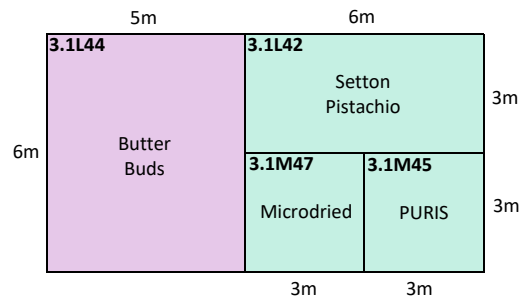 5m
6m
3.1L44
3.1L42
Setton
Pistachio
3m
6m
Butter
Buds
3.1M47
3.1M45
Microdried
PURIS
3m
3m
3m